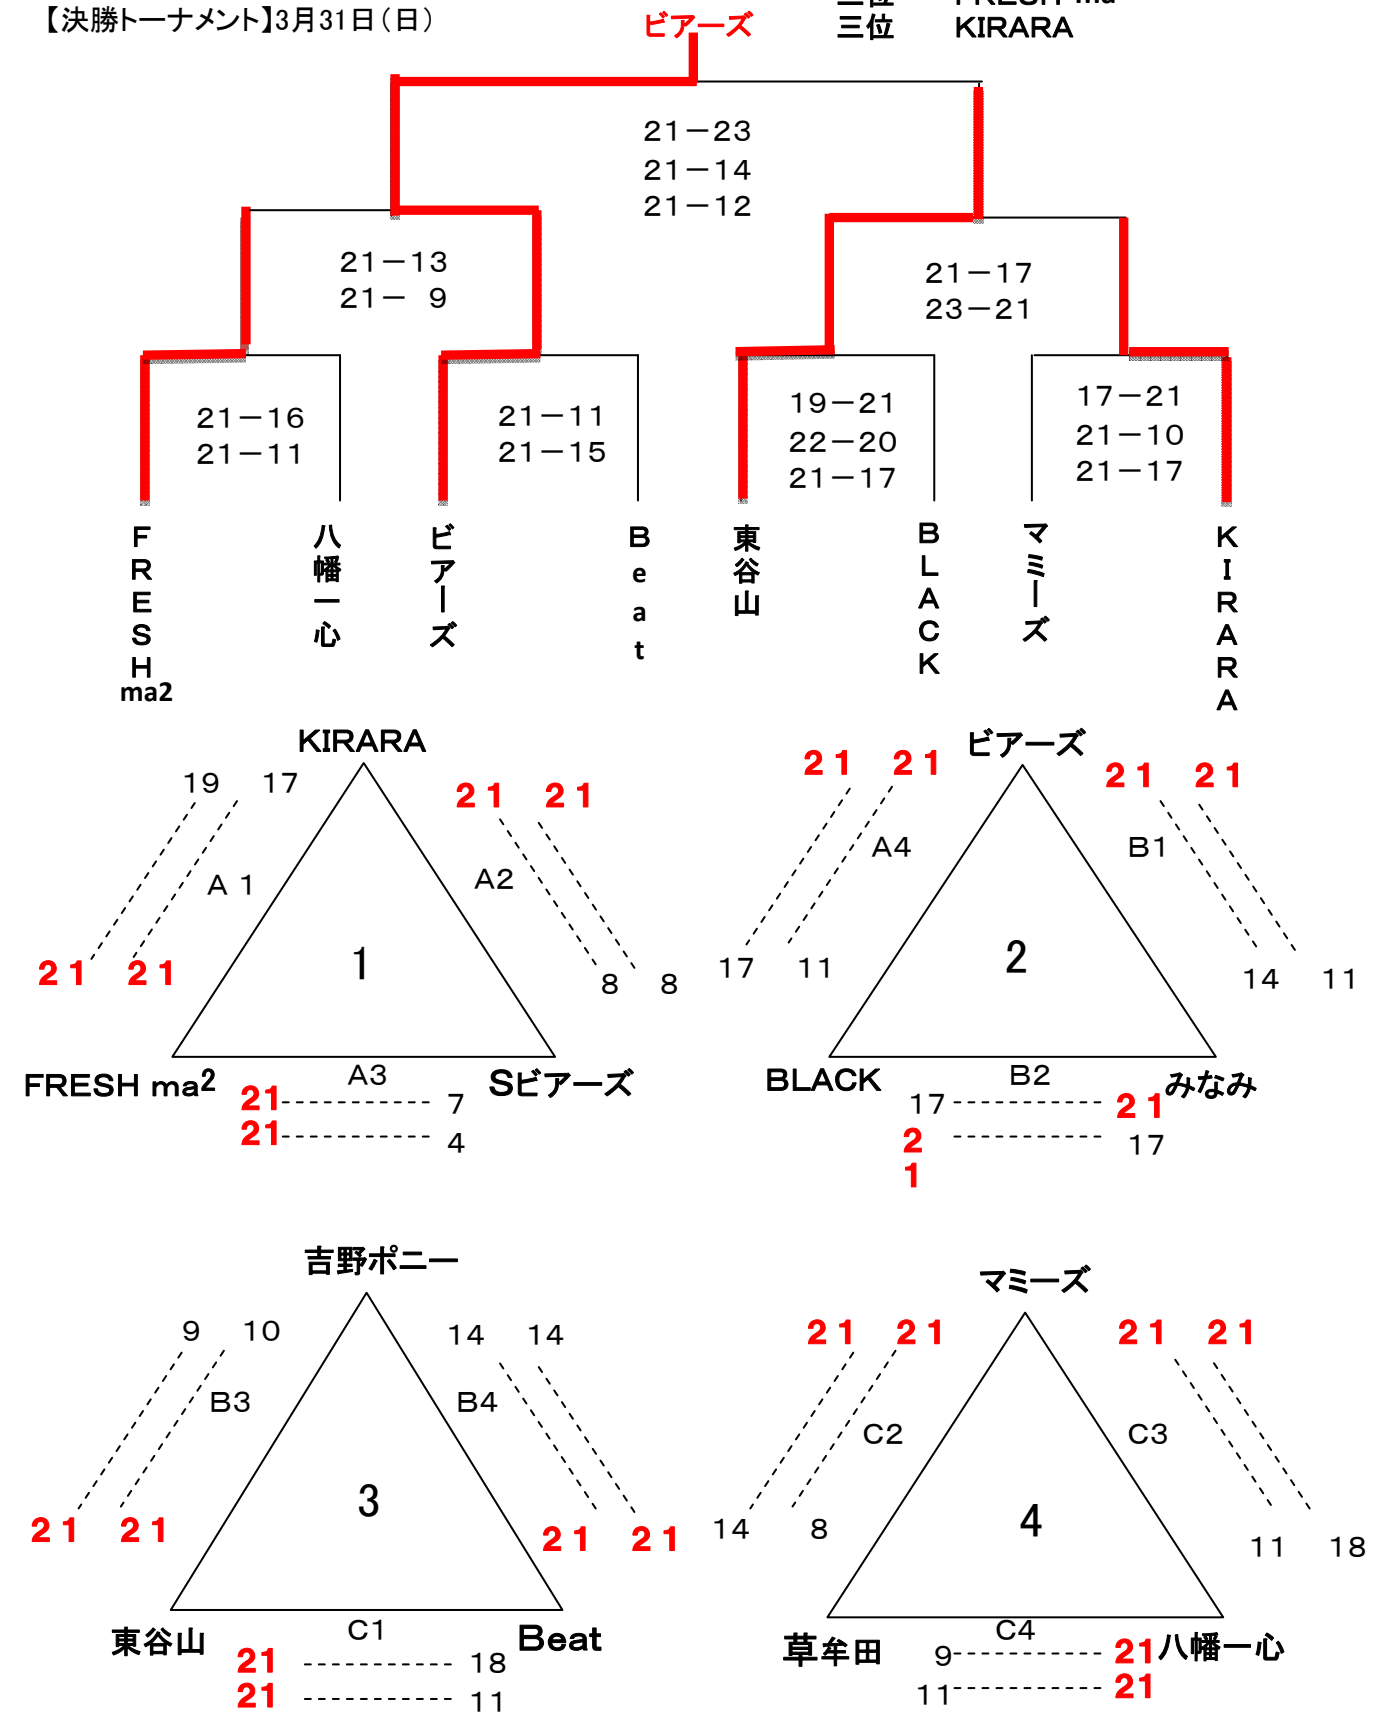 【決勝トーナメント】3月31日（日）
ビアーズ
三位 KIRARA
21－23
21－14
21－12
21－13
21－ 9
21－17
23－21
21－16
21－11
21－11
21－15
19－21
22－20
21－17
17－21
21－10
21－17
FRESH ma2
八幡一心
ビアーズ
Beat
東谷山
BLACK
マミーズ
KIRARA
KIRARA
19 17
21 21
A 1
A2
1
21 21
8 8
FRESH ma2
A3
Sビアーズ
21 7
21 4
ビアーズ
21 21
21 21
A4
B1
2
17 11
14 11
BLACK
B2
みなみ
17 21
21 17
吉野ポニー
9 10
14 14
B3
B4
3
21 21
21 21
東谷山
C1
Beat
21 18
21 11
マミーズ
21 21
21 21
C2
C3
4
14 8
11 18
草牟田
C4
八幡一心
9 21
11 21